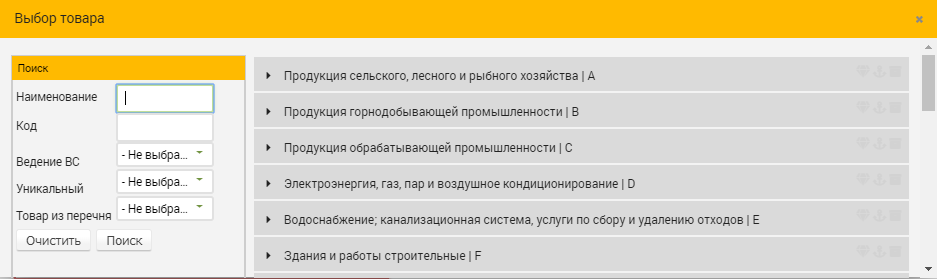 Выбор товара
Поиск
Наименование
Код
Ведение ВС
- Не выбра...
Уникальный
- Не выбра...
Товар из перечня
- Не выбра...
Очистить
Поиск
Продукция сельского, лесного и рыбного хозяйства | A
Продукция горнодобывающей промышленности | B
Продукция обрабатывающей промышленности | C
Электроэнергия, газ, пар и воздушное кондиционирование | D
Водоснабжение; канализационная система, услуги по сбору и удалению отходов | E
Здания и работы строительные | F